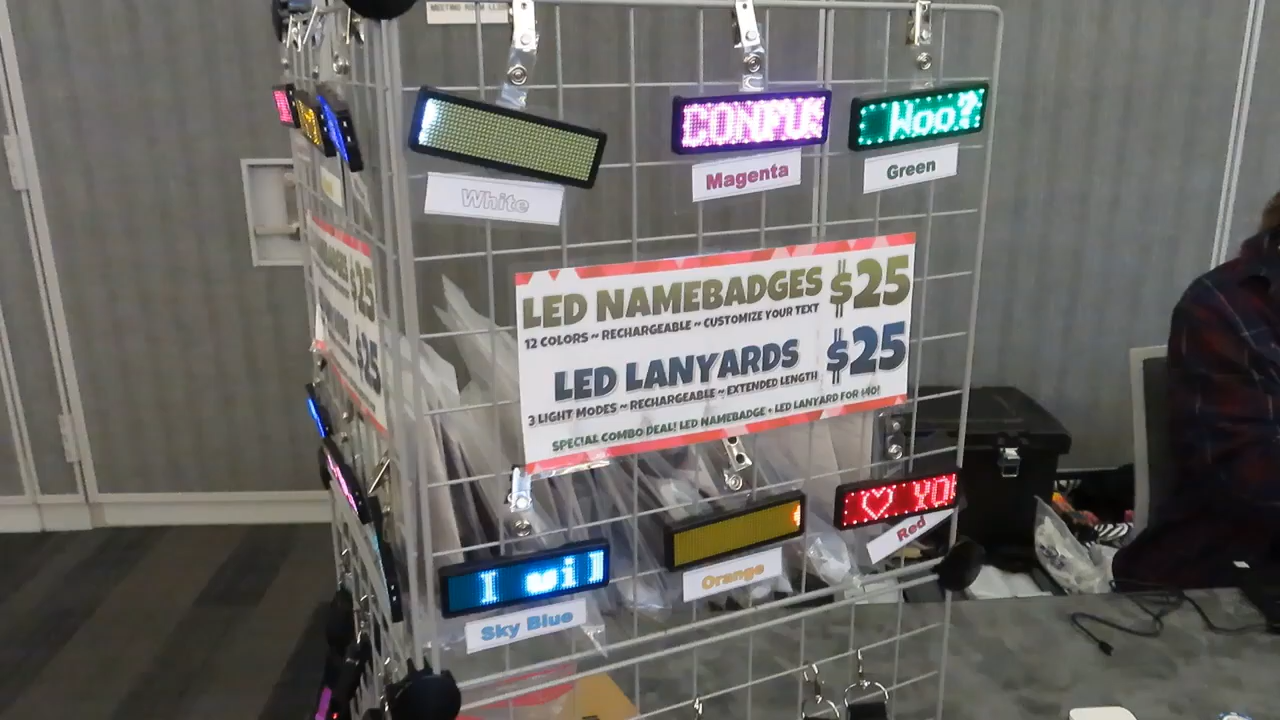 CONFUS
Woo?
White
Magenta
Green
LED NAMEBADGES $25
12 COLORS ~ RECHARGEABLE ~ CUSTOMIZE YOUR TEXT
LED LANYARDS $25
3 LIGHT MODES ~ RECHARGEABLE ~ EXTENDED LENGTH
SPECIAL COMBO DEAL! LED NAMEBADGE + LED LANYARD FOR $40!
$25
$25
♡ YO
Red
I wil
Orange
Sky Blue